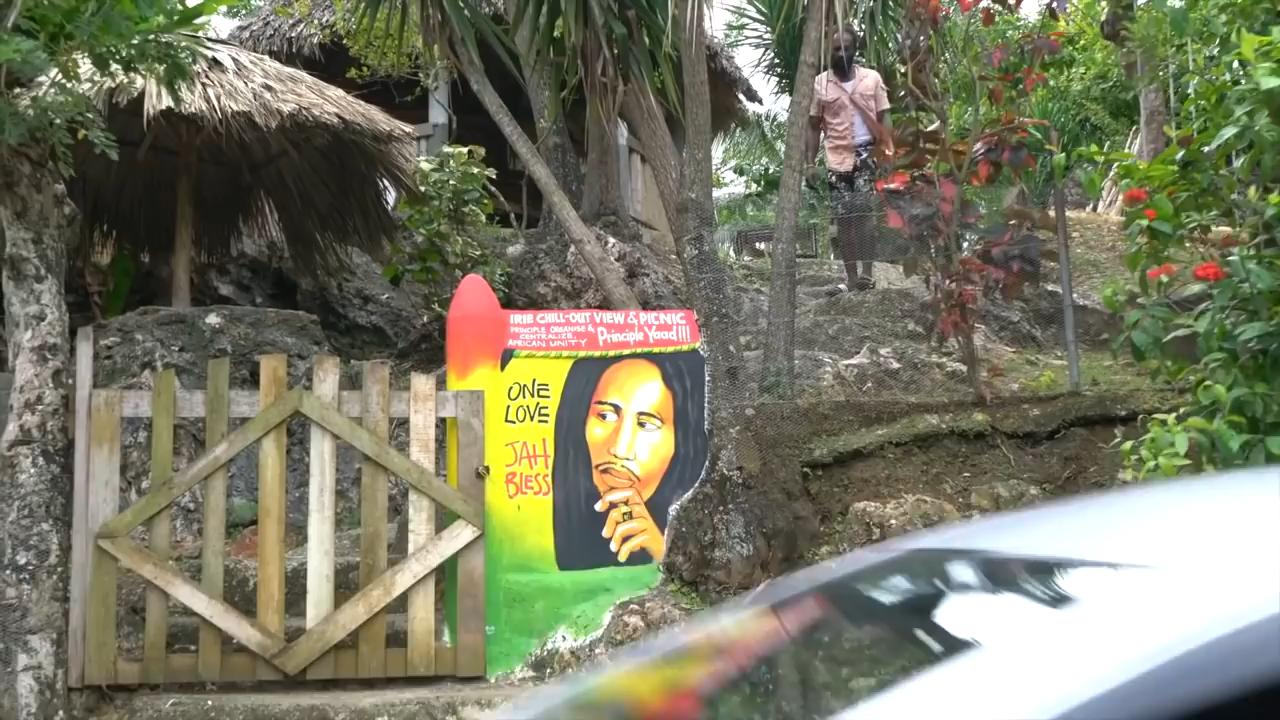 IRIE CHILL-OUT VIEW & PICNIC
PRINCIPLE ORGANISE &
CENTRALIZE.
AFRICAN UNITY
Principle Yaad!!!
ONE
LOVE
JAH
BLESS